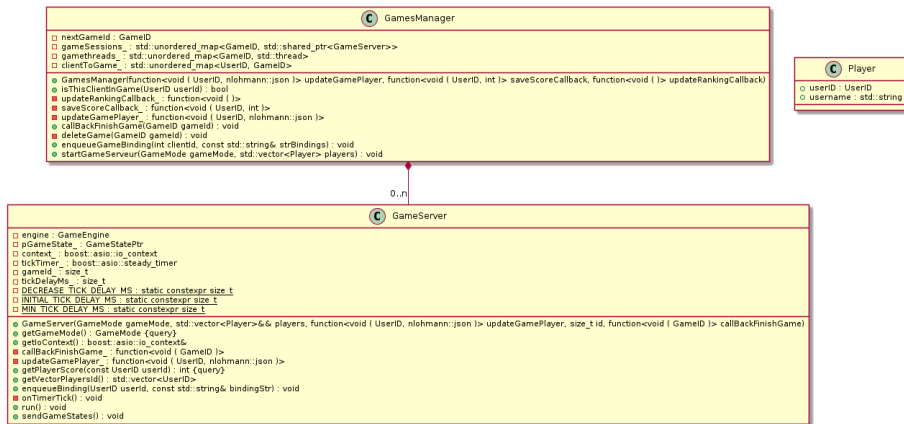 C GamesManager
nextGameId : GameID
gameSessions_ : std::unordered_map<GameID, std::shared_ptr<GameServer>>
gamethreads_ : std::unordered_map<GameID, std::thread>
clientToGame_ : std::unordered_map<UserID, GameID>
GamesManager(function<void ( UserID, nlohmann::json )> updateGamePlayer, function<void ( UserID, int )> saveScoreCallback, function<void ( )> updateRankingCallback)
isThisClientInGame(UserID userId) : bool
updateRankingCallback_ : function<void ( )>
saveScoreCallback_ : function<void ( UserID, int )>
updateGamePlayer_ : function<void ( UserID, nlohmann::json )>
callBackFinishGame(GameID gameId) : void
deleteGame(GameID gameId) : void
enqueueGameBinding(int clientId, const std::string& strBindings) : void
startGameServeur(GameMode gameMode, std::vector<Player> players) : void
C Player
userID : UserID
username : std::string
0..n
C GameServer
engine : GameEngine
pGameState_ : GameStatePtr
context_ : boost::asio::io_context
tickTimer_ : boost::asio::steady_timer
gameId_ : size_t
tickDelayMs_ : size_t
DECREASE_TICK_DELAY_MS : static constexpr size_t
INITIAL_TICK_DELAY_MS : static constexpr size_t
MIN_TICK_DELAY_MS : static constexpr size_t
GameServer(GameMode gameMode, std::vector<Player>&& players, function<void ( UserID, nlohmann::json )> updateGamePlayer, size_t id, function<void ( GameID )> callBackFinishGame)
getGameMode() : GameMode {query}
getIoContext() : boost::asio::io_context&
callBackFinishGame_ : function<void ( GameID )>
updateGamePlayer_ : function<void ( UserID, nlohmann::json )>
getPlayerScore(const UserID userId) : int {query}
getVectorPlayersId() : std::vector<UserID>
enqueueBinding(UserID userId, const std::string& bindingStr) : void
onTimerTick() : void
run() : void
sendGameStates() : void